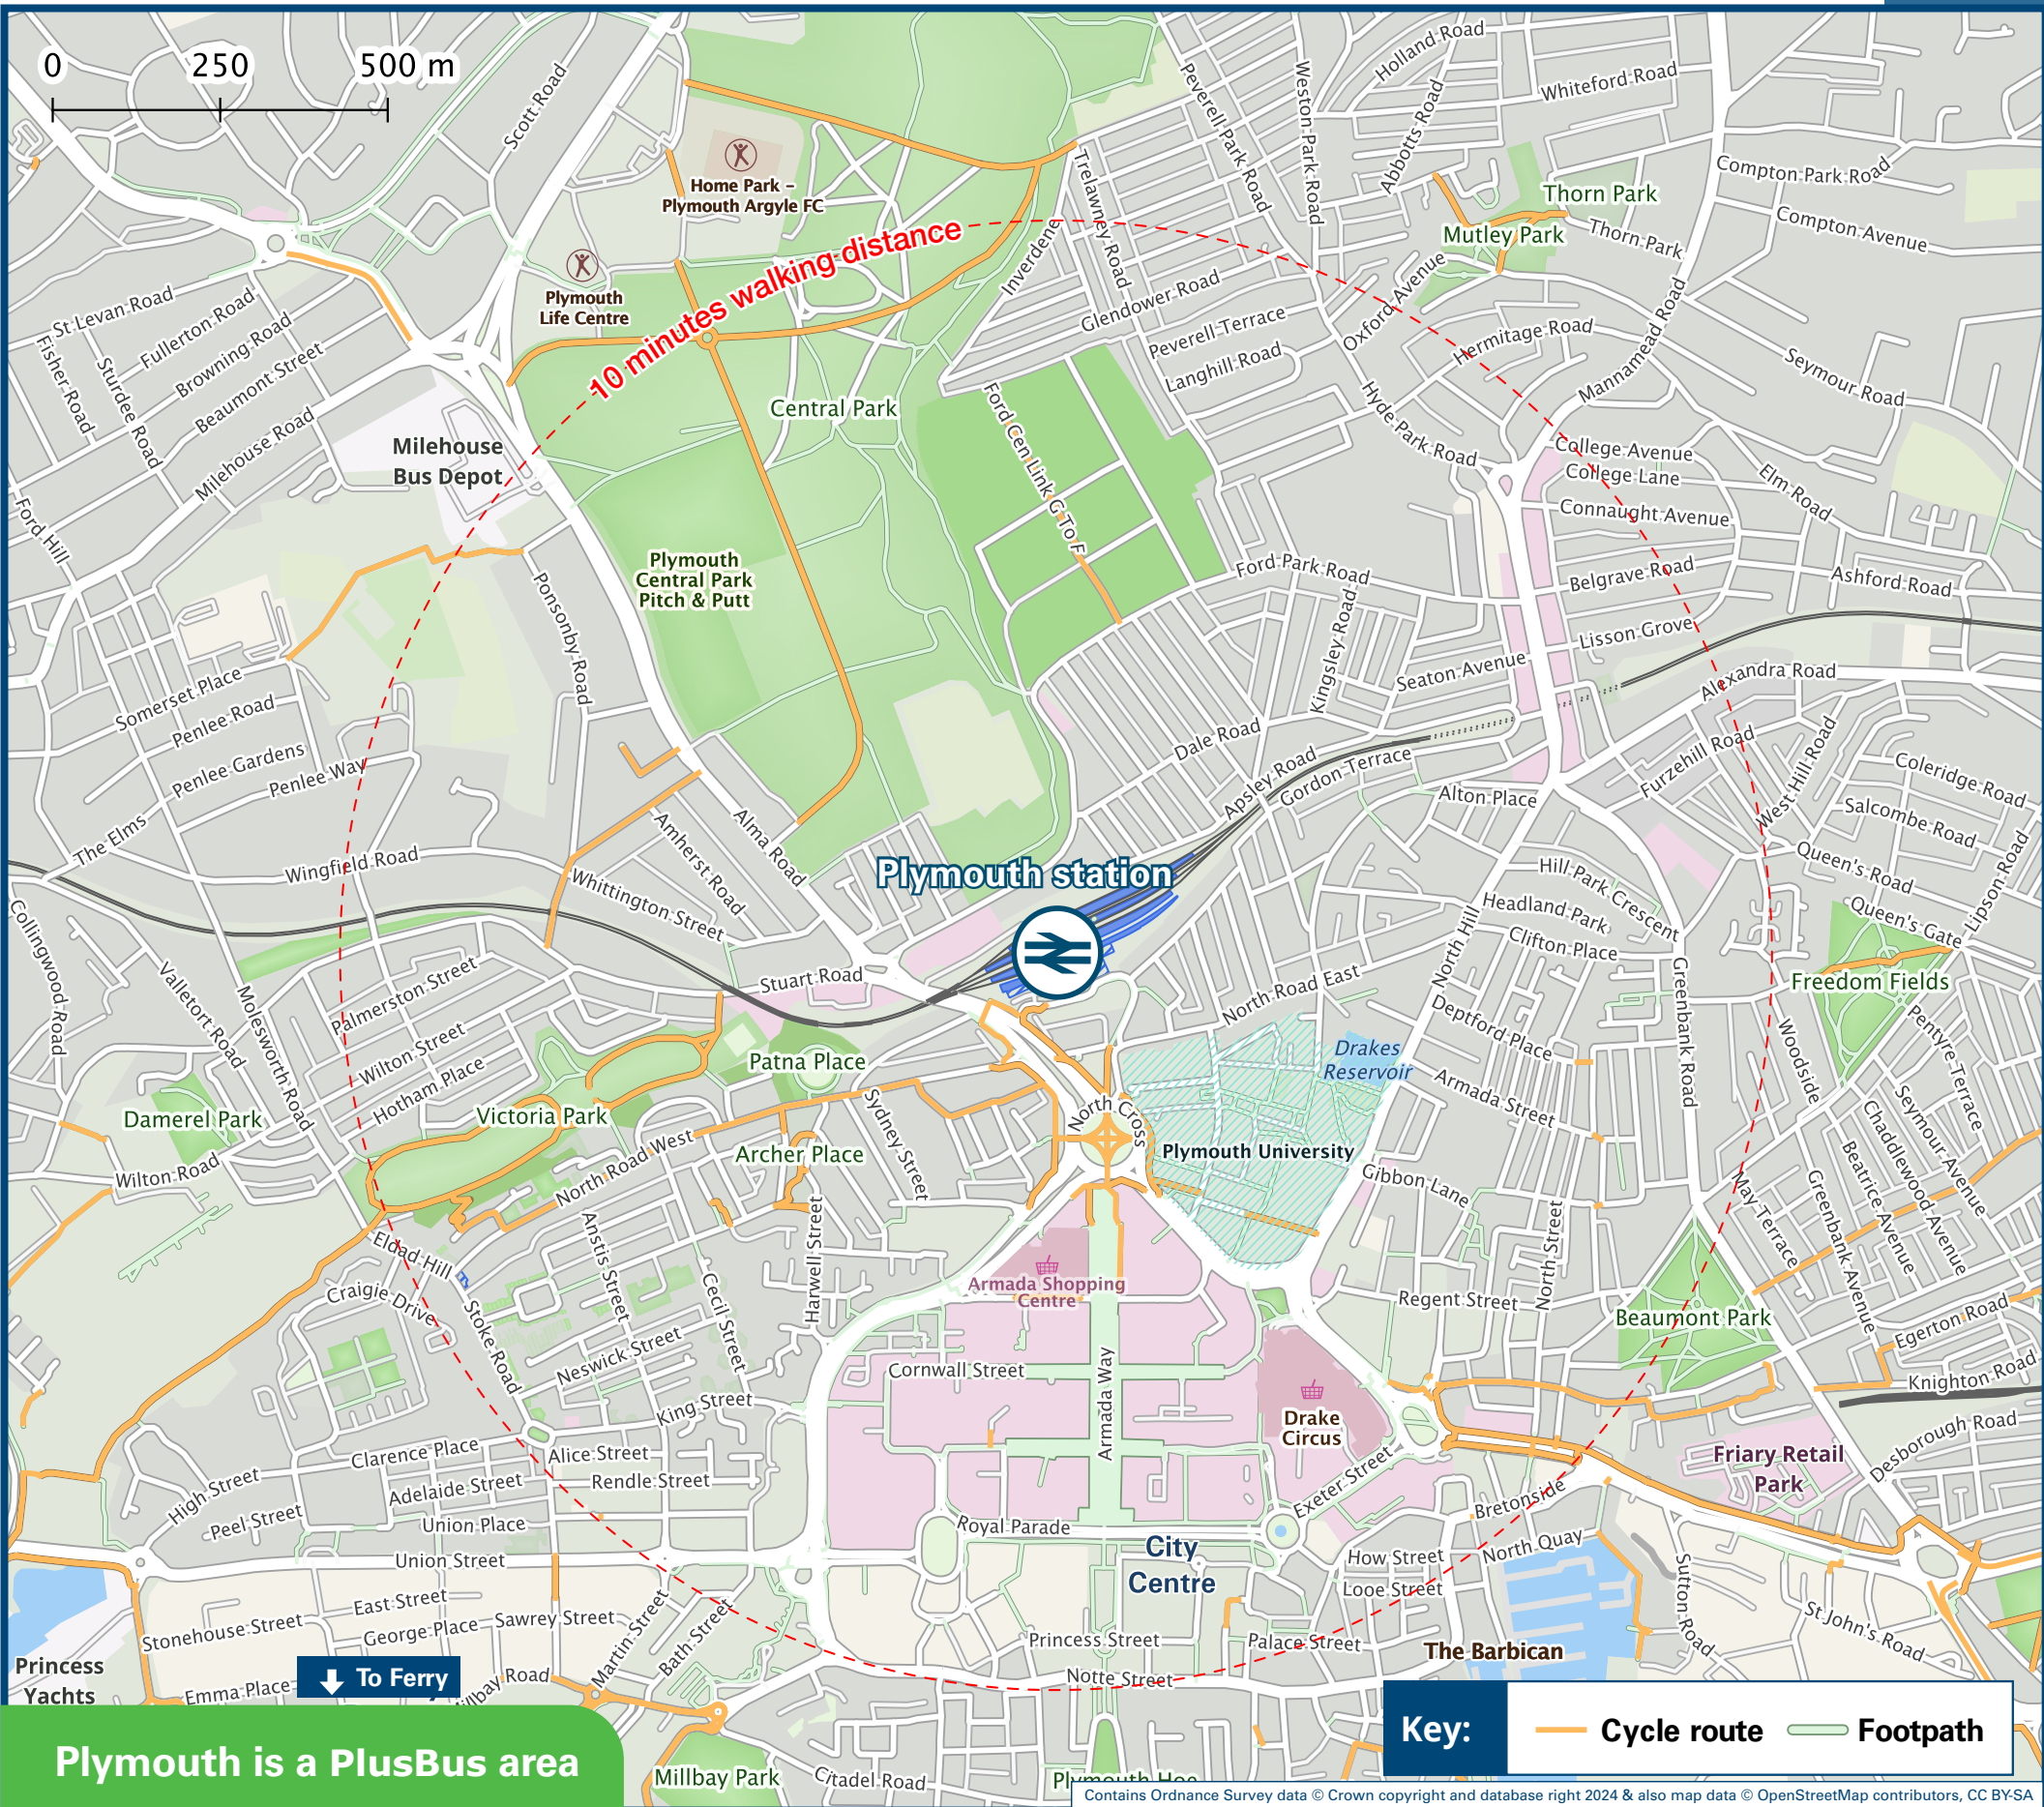 0 250 500 m
Scott Road
Holland Road
Whiteford Road
Peverell Park Road
Weston Park Road
Abbotts Road
Compton Park Road
Compton Avenue
Thorn Park
Thorn Park
Mutley Park
Home Park –
Plymouth Argyle FC
Trelawney Road
Inverdene
10 minutes walking distance
Plymouth
Life Centre
St Levan Road
Fullerton Road
Browning Road
Beaumont Street
Fisher Road
Sturdee Road
Milehouse Road
Glendower Road
Peverell Terrace
Langhill Road
Oxford Avenue
Hermitage Road
Mannamead Road
Seymour Road
Hyde Park Road
Central Park
Ford Cen Link G To F
Milehouse
Bus Depot
College Avenue
College Lane
Connaught Avenue
Elm Road
Ford Hill
Plymouth
Central Park
Pitch & Putt
Ford Park Road
Belgrave Road
Ashford Road
Ponsonby Road
Kingsley Road
Lisson Grove
Seaton Avenue
Alexandra Road
Somerset Place
Penlee Road
Penlee Gardens
Penlee Way
Dale Road
Apsley Road
Gordon Terrace
Furzehill Road
West Hill Road
Coleridge Road
Salcombe Road
Alton Place
The Elms
Wingfield Road
Amherst Road
Alma Road
Whittington Street
Plymouth station
Hill Park Crescent
Queen's Road
Lipson Road
Headland Park
Queen's Gate
Clifton Place
North Hill
Collingwood Road
Valletort Road
Molesworth Road
Palmerston Street
Stuart Road
North Road East
Greenbank Road
Freedom Fields
Deptford Place
Pentyre Terrace
Wilton Street
Hotham Place
Patna Place
Drakes
Reservoir
Woodside
Armada Street
Damerel Park
Victoria Park
Sydney Street
North Cross
Seymour Avenue
Chaddlewood Avenue
Beatrice Avenue
Greenbank Avenue
May Terrace
Wilton Road
North Road West
Archer Place
Plymouth University
Gibbon Lane
North Street
Eldad Hill
Craigie Drive
Anstis Street
Harwell Street
Cecil Street
Armada Shopping
Centre
Regent Street
Beaumont Park
Egerton Road
Stoke Road
Neswick Street
Cornwall Street
Armada Way
Knighton Road
King Street
Drake
Circus
Clarence Place
Alice Street
Exeter Street
Friary Retail
Park
Desborough Road
High Street
Adelaide Street
Rendle Street
Bretonside
Peel Street
Union Place
Royal Parade
City
Centre
North Quay
Union Street
How Street
Looe Street
Sutton Road
East Street
Stonehouse Street
George Place
Sawrey Street
Martin Street
Bath Street
Princess Street
Palace Street
The Barbican
St John's Road
Princess
Yachts
To Ferry
Emma Place
Notte Street
Key:
Cycle route
Footpath
Plymouth is a PlusBus area
Millbay Park
Citadel Road
Contains Ordnance Survey data © Crown copyright and database right 2024 & also map data © OpenStreetMap contributors, CC BY-SA